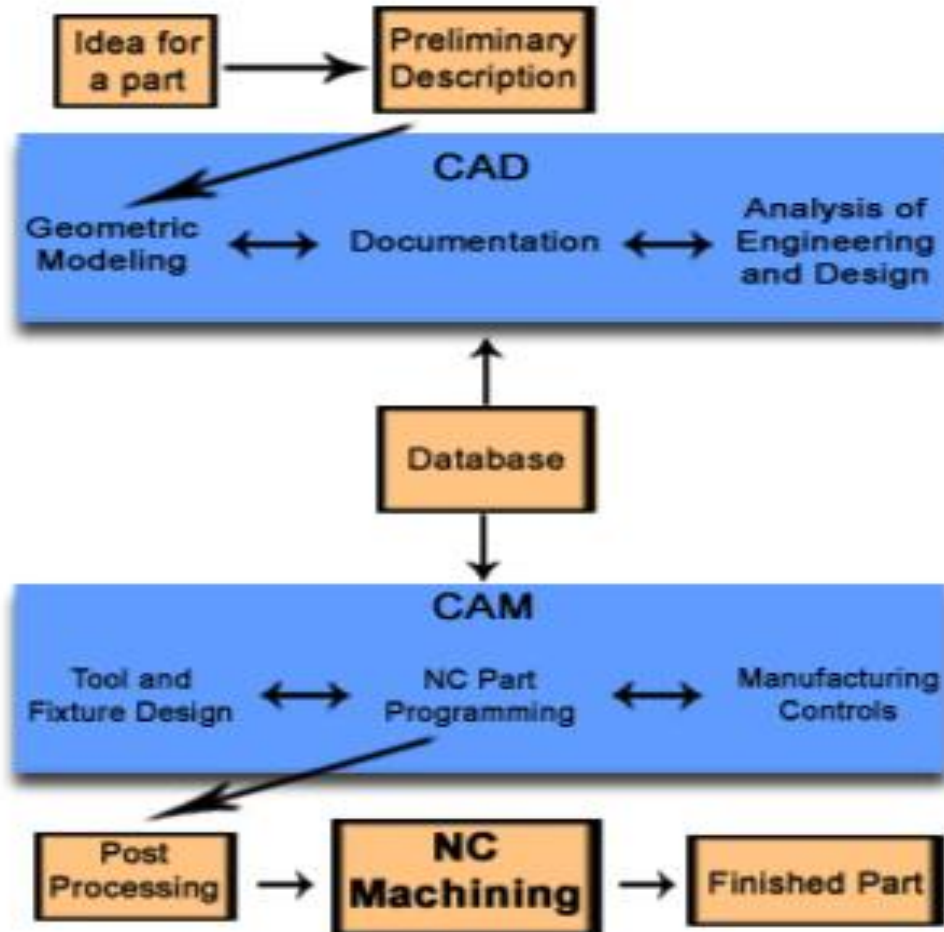 Idea for
a part
Preliminary
Description
CAD
Geometric
Modeling
Documentation
Analysis of
Engineering
and Design
Database
CAM
Tool and
Fixture Design
NC Part
Programming
Manufacturing
Controls
Post
Processing
NC
Machining
Finished Part